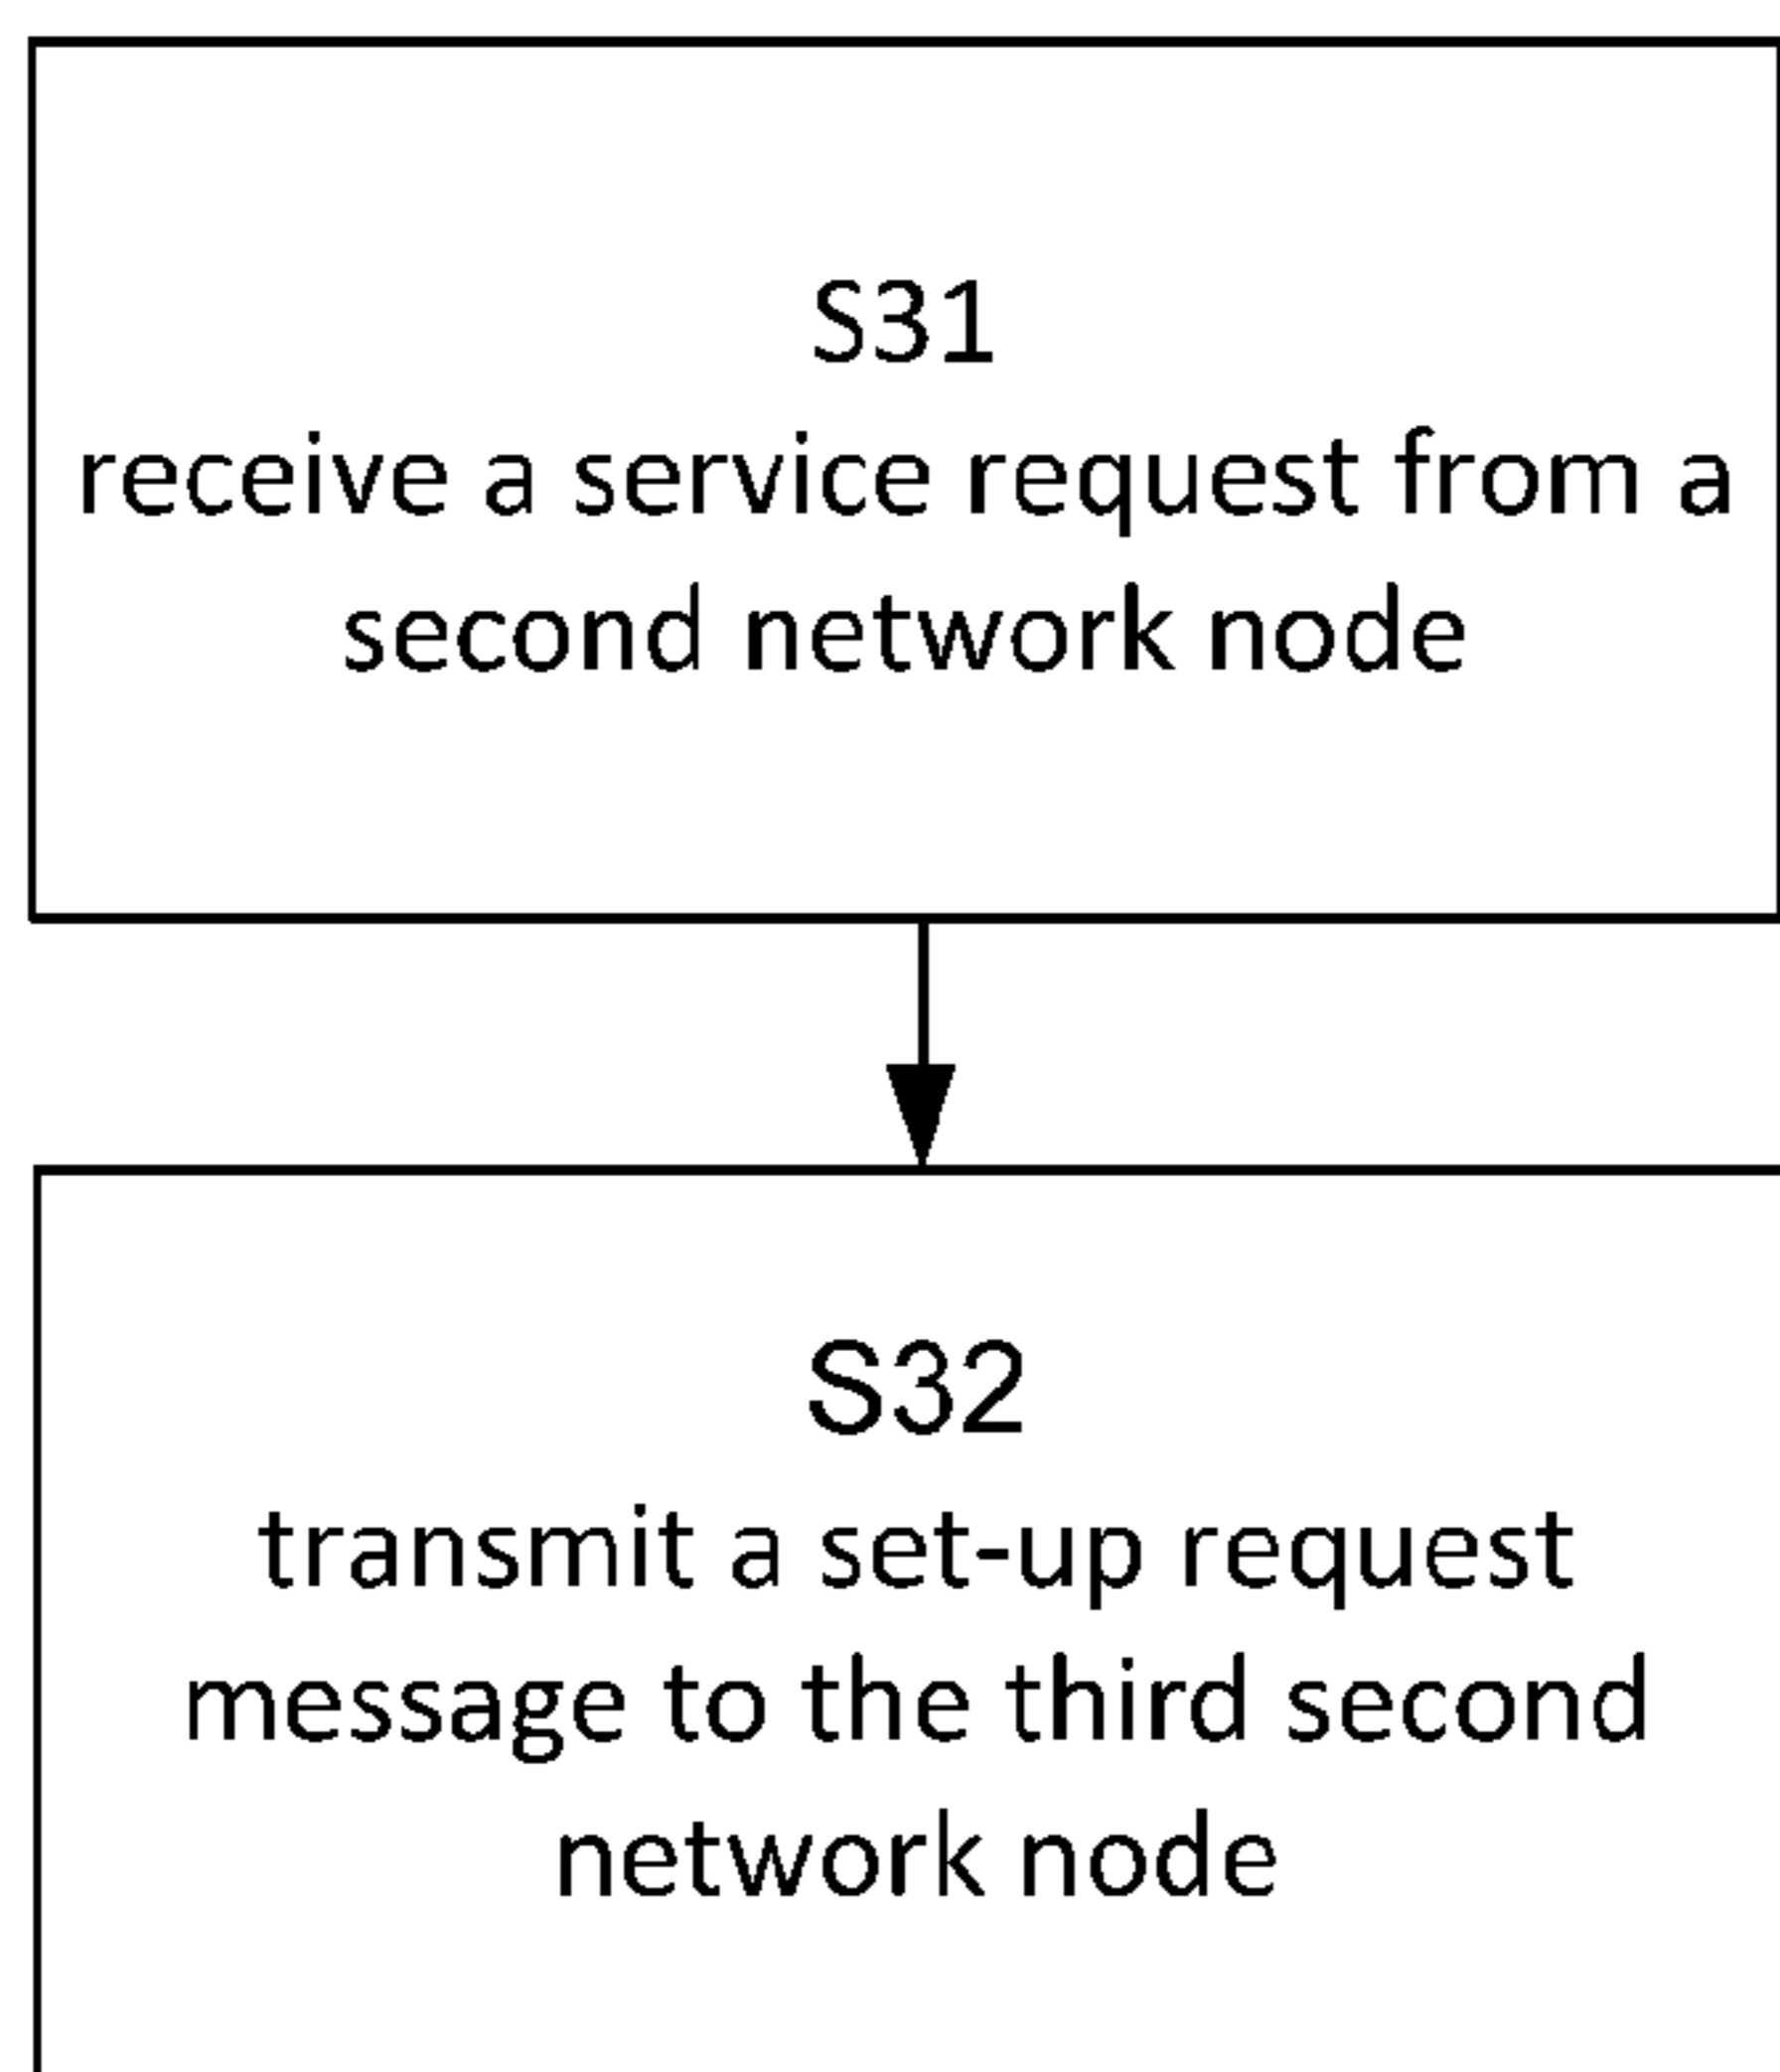 S31
receive a service request from a
second network node
S32
transmit a set-up request
message to the third second
network node